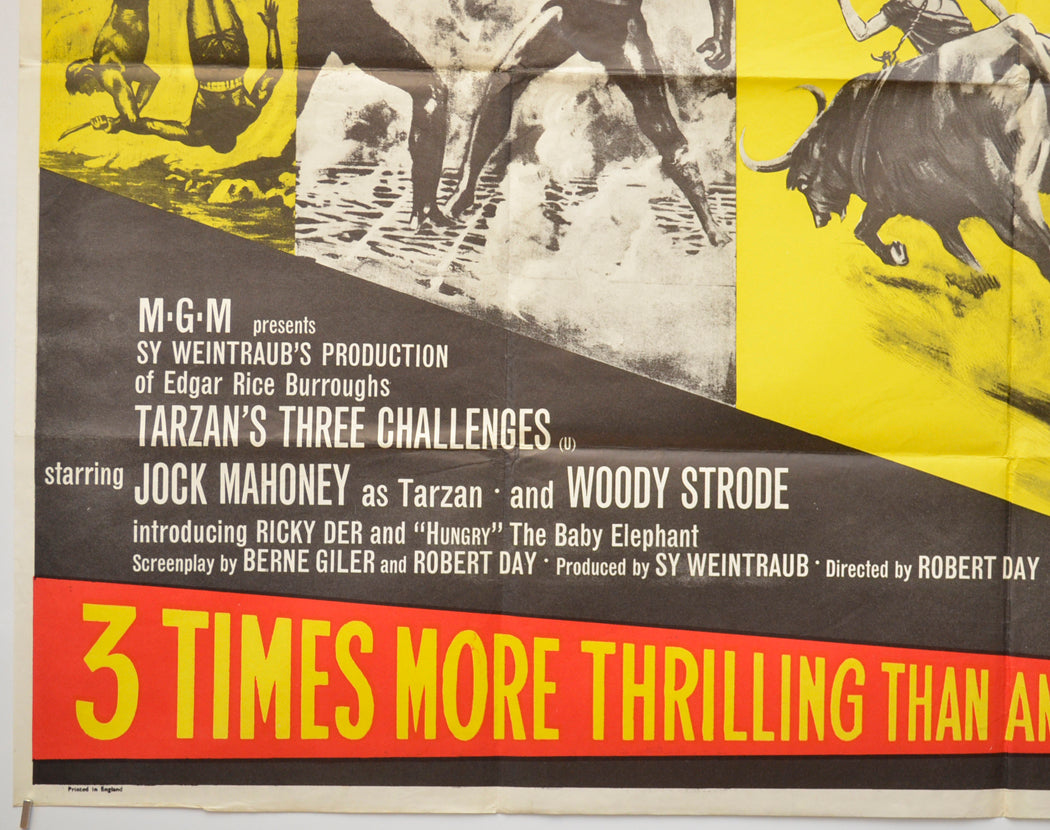 M·G·M presents
SY WEINTRAUB'S PRODUCTION
of Edgar Rice Burroughs
TARZAN'S THREE CHALLENGES (U)
starring JOCK MAHONEY as Tarzan · and WOODY STRODE
introducing RICKY DER and "HUNGRY" The Baby Elephant
Screenplay by BERNE GILER and ROBERT DAY · Produced by SY WEINTRAUB · Directed by ROBERT DAY
3 TIMES MORE THRILLING THAN AN
Printed in England